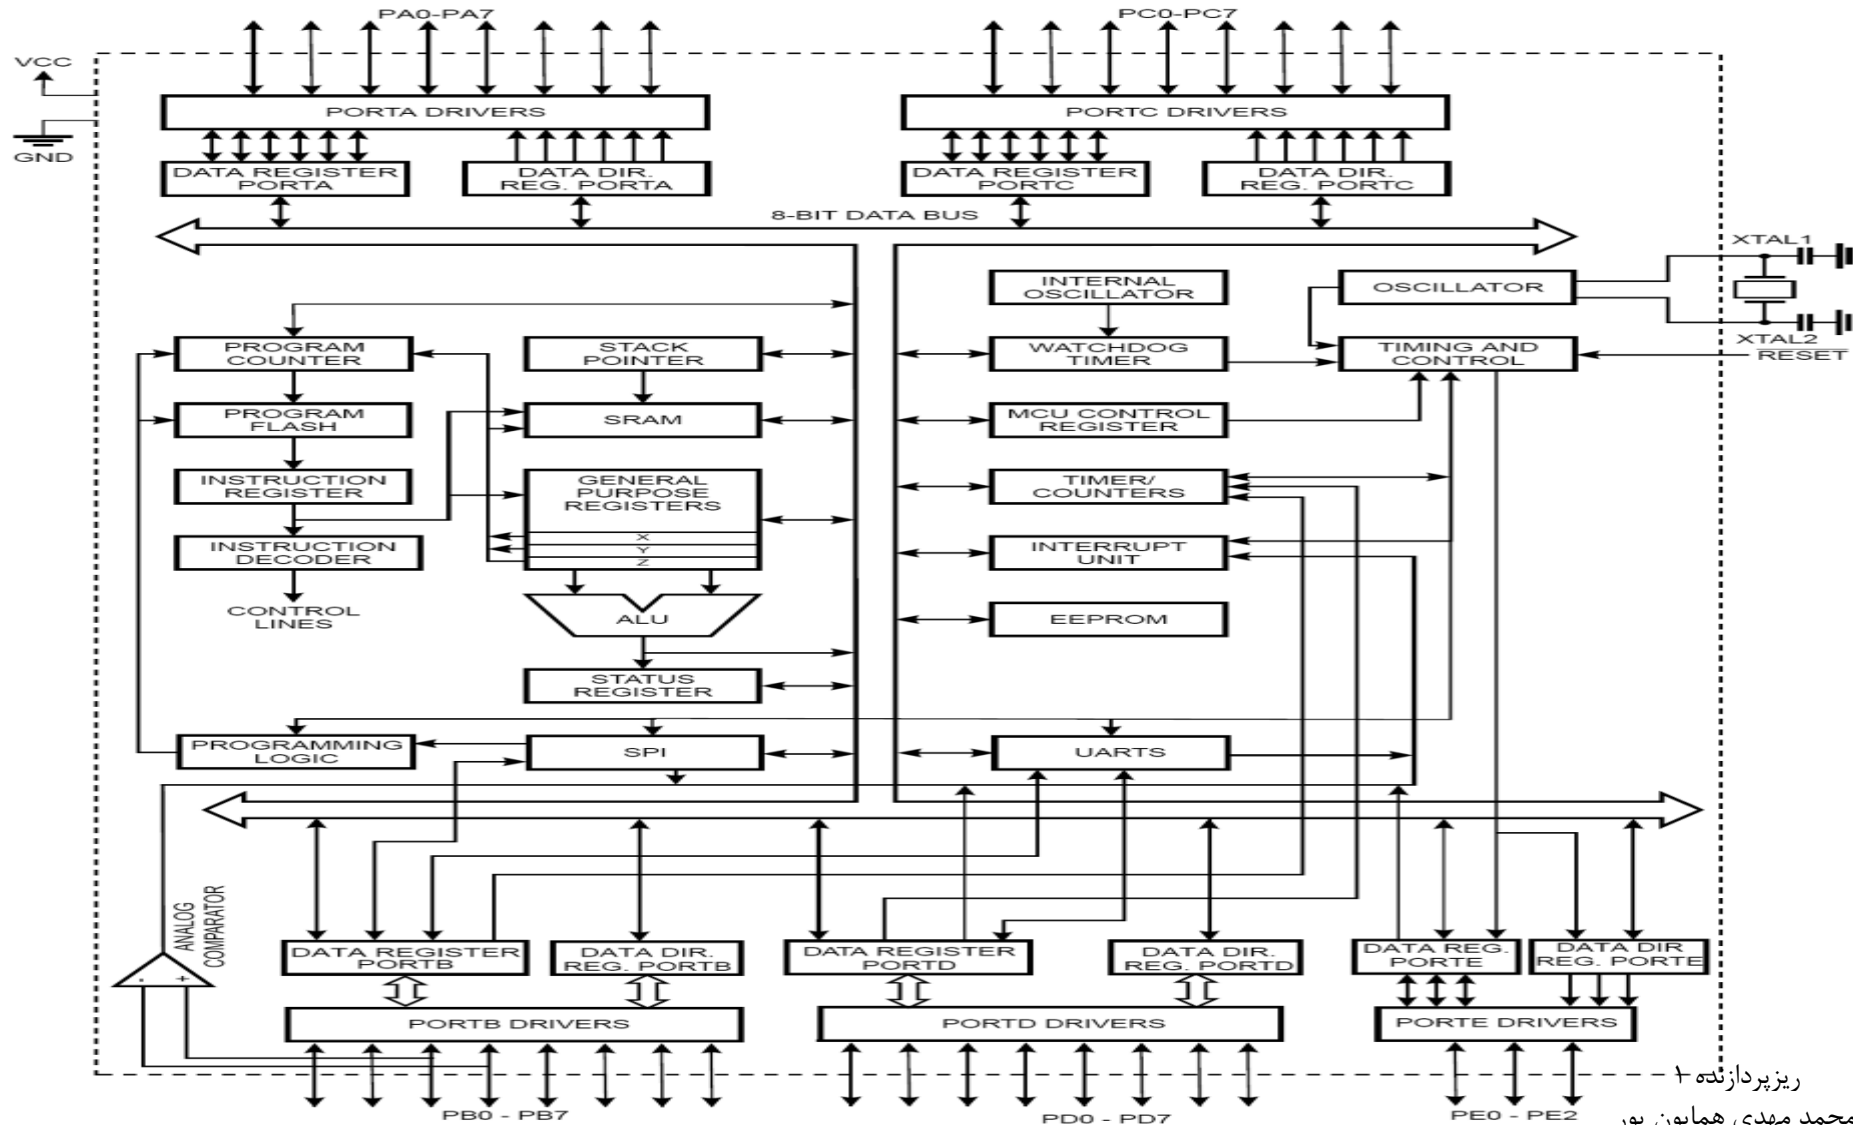 PA0-PA7
PC0-PC7
VCC
GND
PORTA DRIVERS
PORTC DRIVERS
DATA REGISTER
PORTA
DATA DIR.
REG. PORTA
DATA REGISTER
PORTC
DATA DIR.
REG. PORTC
8-BIT DATA BUS
XTAL1
INTERNAL
OSCILLATOR
OSCILLATOR
XTAL2
RESET
PROGRAM
COUNTER
STACK
POINTER
WATCHDOG
TIMER
TIMING AND
CONTROL
PROGRAM
FLASH
SRAM
MCU CONTROL
REGISTER
INSTRUCTION
REGISTER
GENERAL
PURPOSE
REGISTERS
X
Y
Z
TIMER/
COUNTERS
INSTRUCTION
DECODER
INTERRUPT
UNIT
CONTROL
LINES
ALU
EEPROM
STATUS
REGISTER
PROGRAMMING
LOGIC
SPI
UARTS
ANALOG
COMPARATOR
-
+
DATA REGISTER
PORTB
DATA DIR.
REG. PORTB
DATA REGISTER
PORTD
DATA DIR.
REG. PORTD
DATA REG.
PORTE
DATA DIR
REG. PORTE
PORTB DRIVERS
PORTD DRIVERS
PORTE DRIVERS
PB0 - PB7
PD0 - PD7
PE0 - PE2
ریزپردازنده ۱
محمد مهدی همایون پور